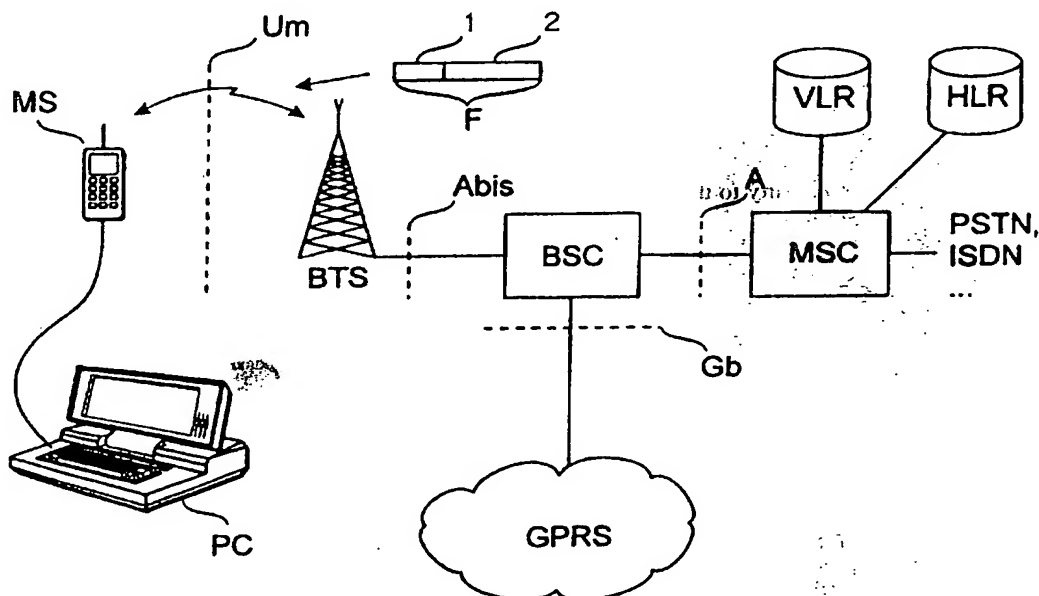 Um
1
2
MS
F
VLR
HLR
Abis
A
BTS
BSC
MSC
PSTN,
ISDN
...
Gb
PC
GPRS